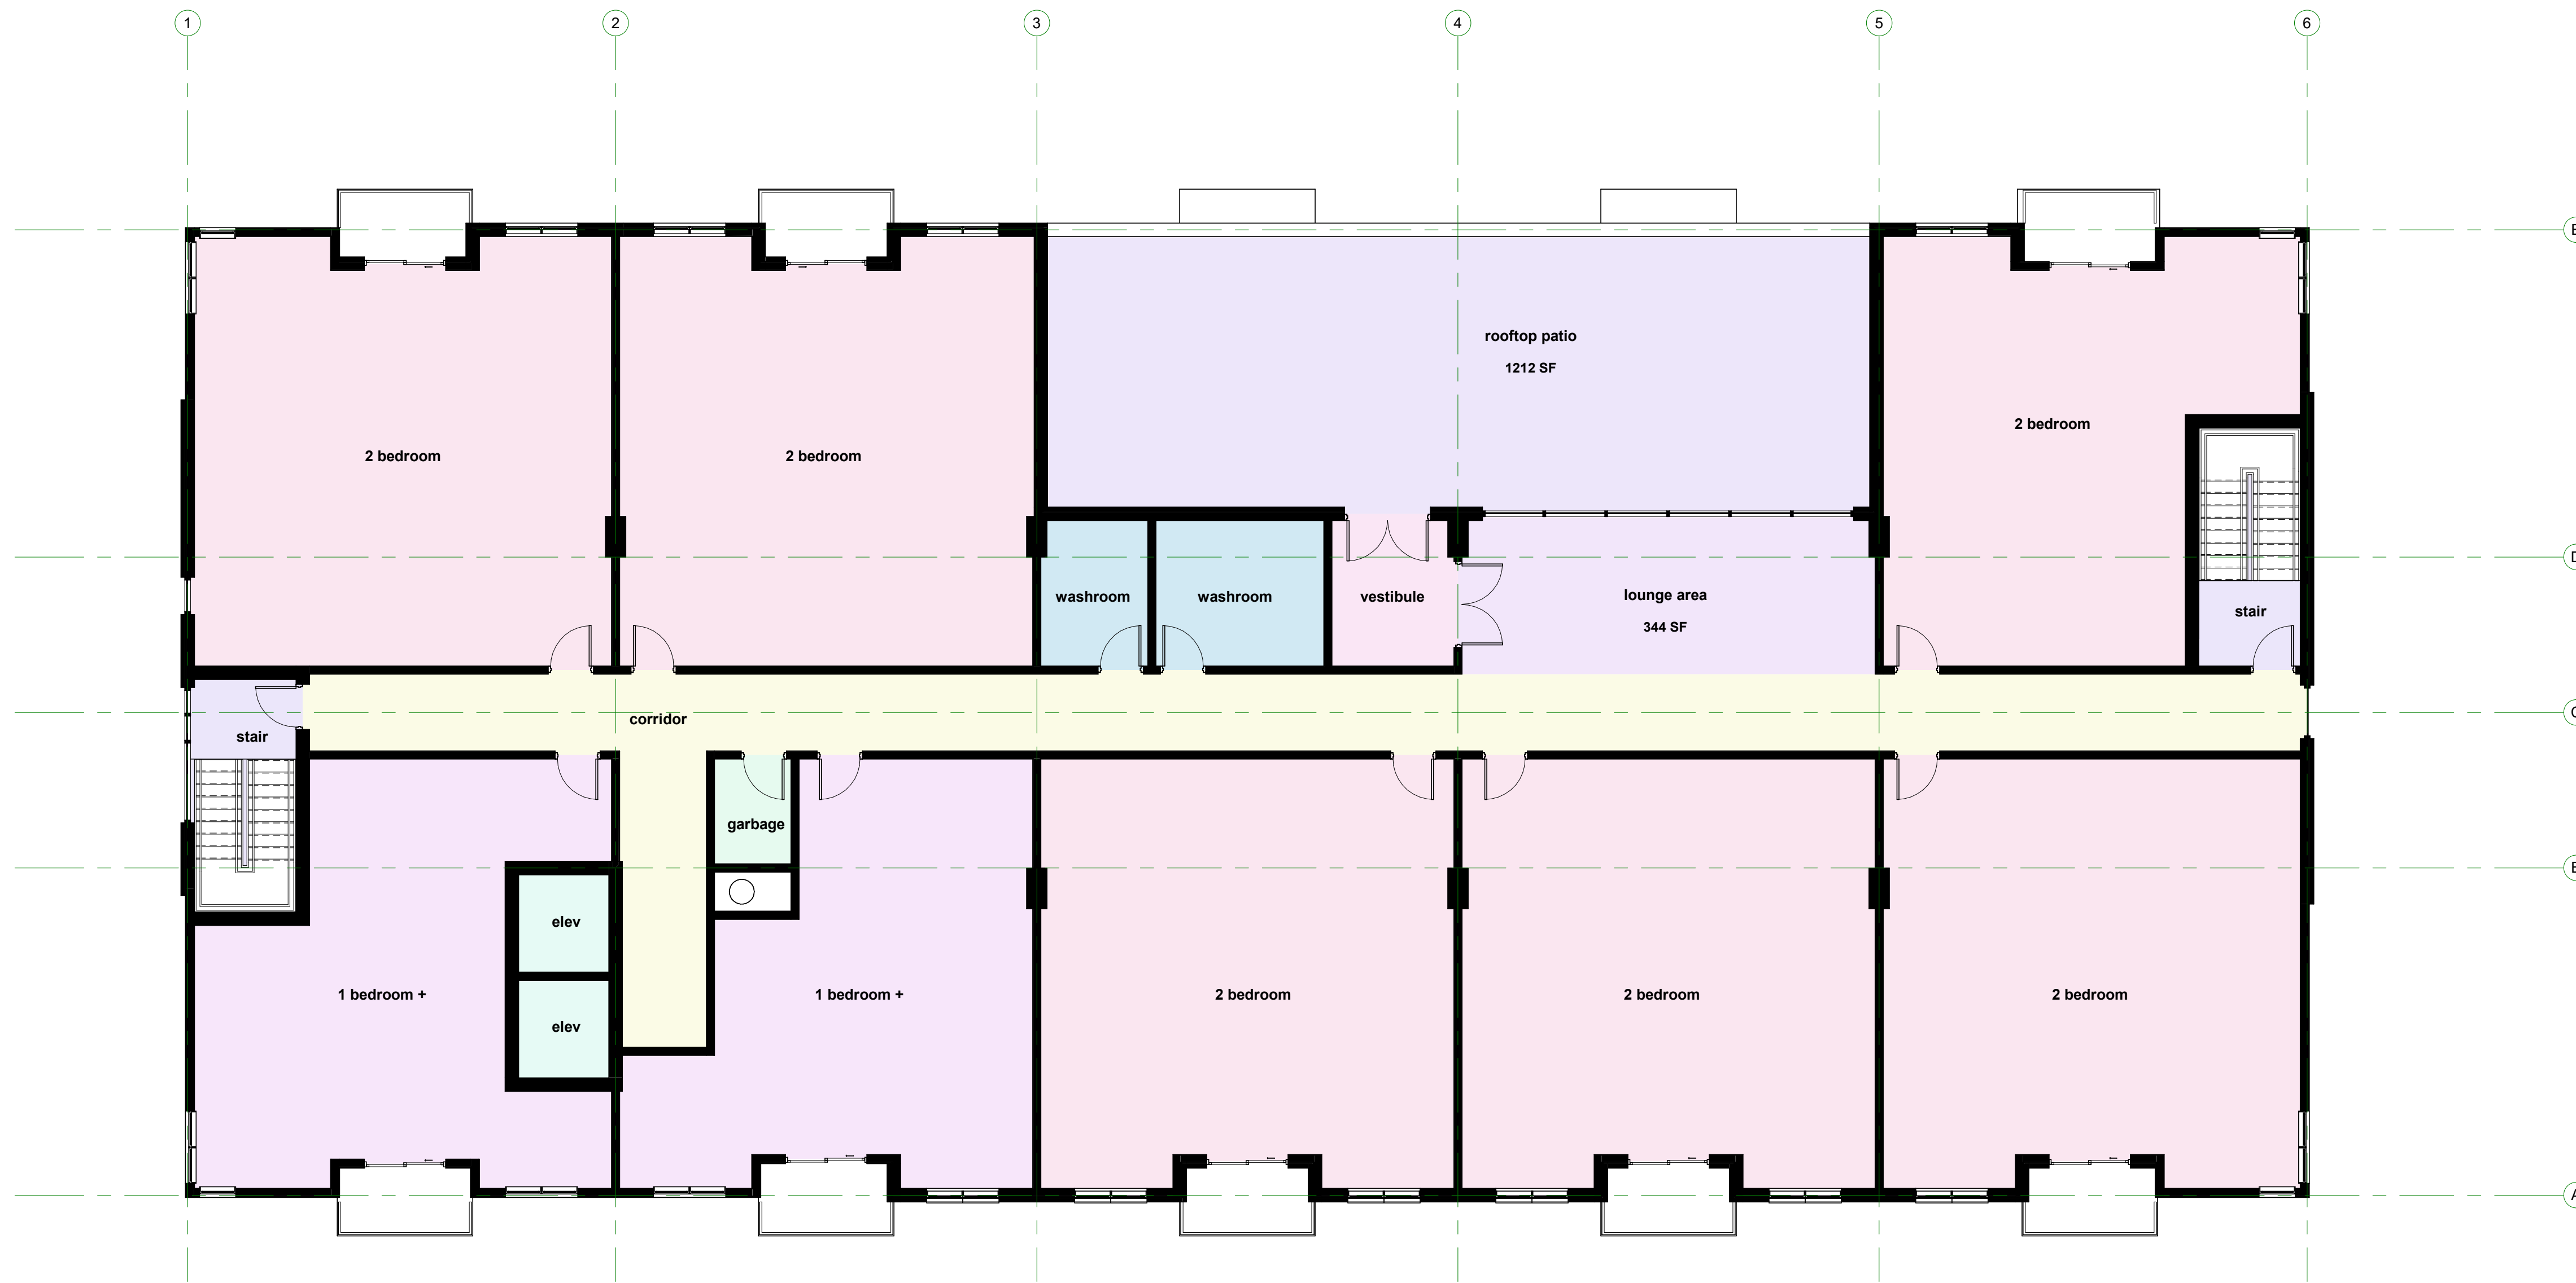 1 2 3 4 5 6
rooftop patio
1212 SF
2 bedroom
2 bedroom
2 bedroom
washroom
washroom
vestibule
lounge area
344 SF
stair
D
corridor
stair
garbage
elev
1 bedroom +
1 bedroom +
2 bedroom
2 bedroom
2 bedroom
elev
A